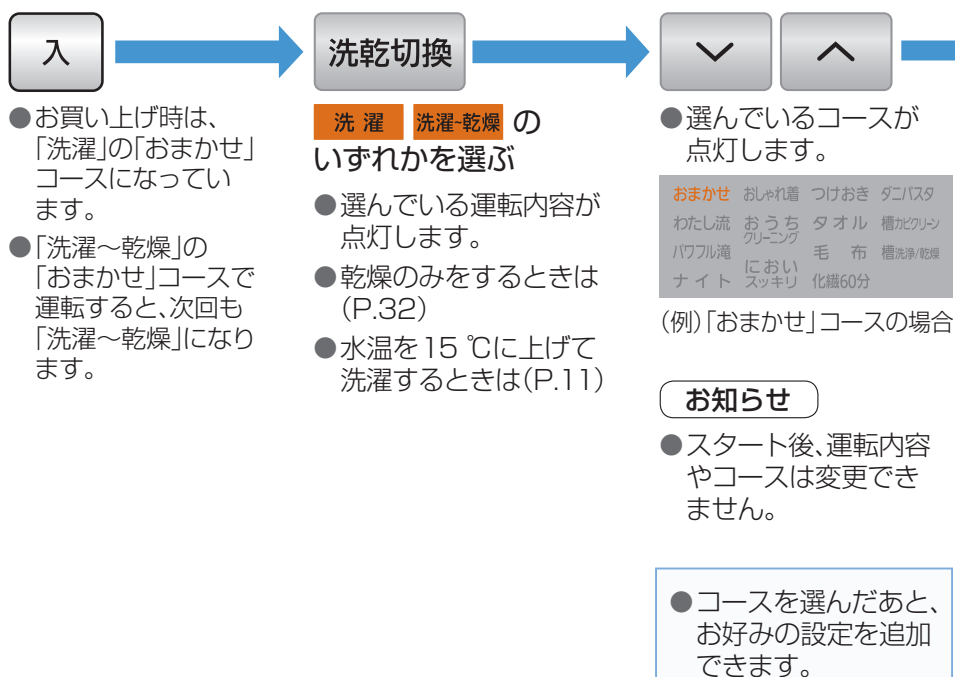 入
●お買い上げ時は、
「洗濯」の「おまかせ」
コースになってい
ます。
●「洗濯～乾燥」の
「おまかせ」コースで
運転すると、次回も
「洗濯～乾燥」になり
ます。
洗乾切換
洗 濯 洗濯~乾燥 の
いずれかを選ぶ
●選んでいる運転内容が
点灯します。
●乾燥のみをするときは
(P.32)
●水温を15 ℃に上げて
洗濯するときは(P.11)
●選んでいるコースが
点灯します。
おまかせ おしゃれ着 つけおき ダニバスタ
わたし流 おうちクリーニング タオル 槽カビクリーン
パワフル滝 においスッキリ 毛 布 槽洗浄/乾燥
ナイト 化繊60分
(例)「おまかせ」コースの場合
お知らせ
●スタート後、運転内容
やコースは変更でき
ません。
●コースを選んだあと、
お好みの設定を追加
できます。